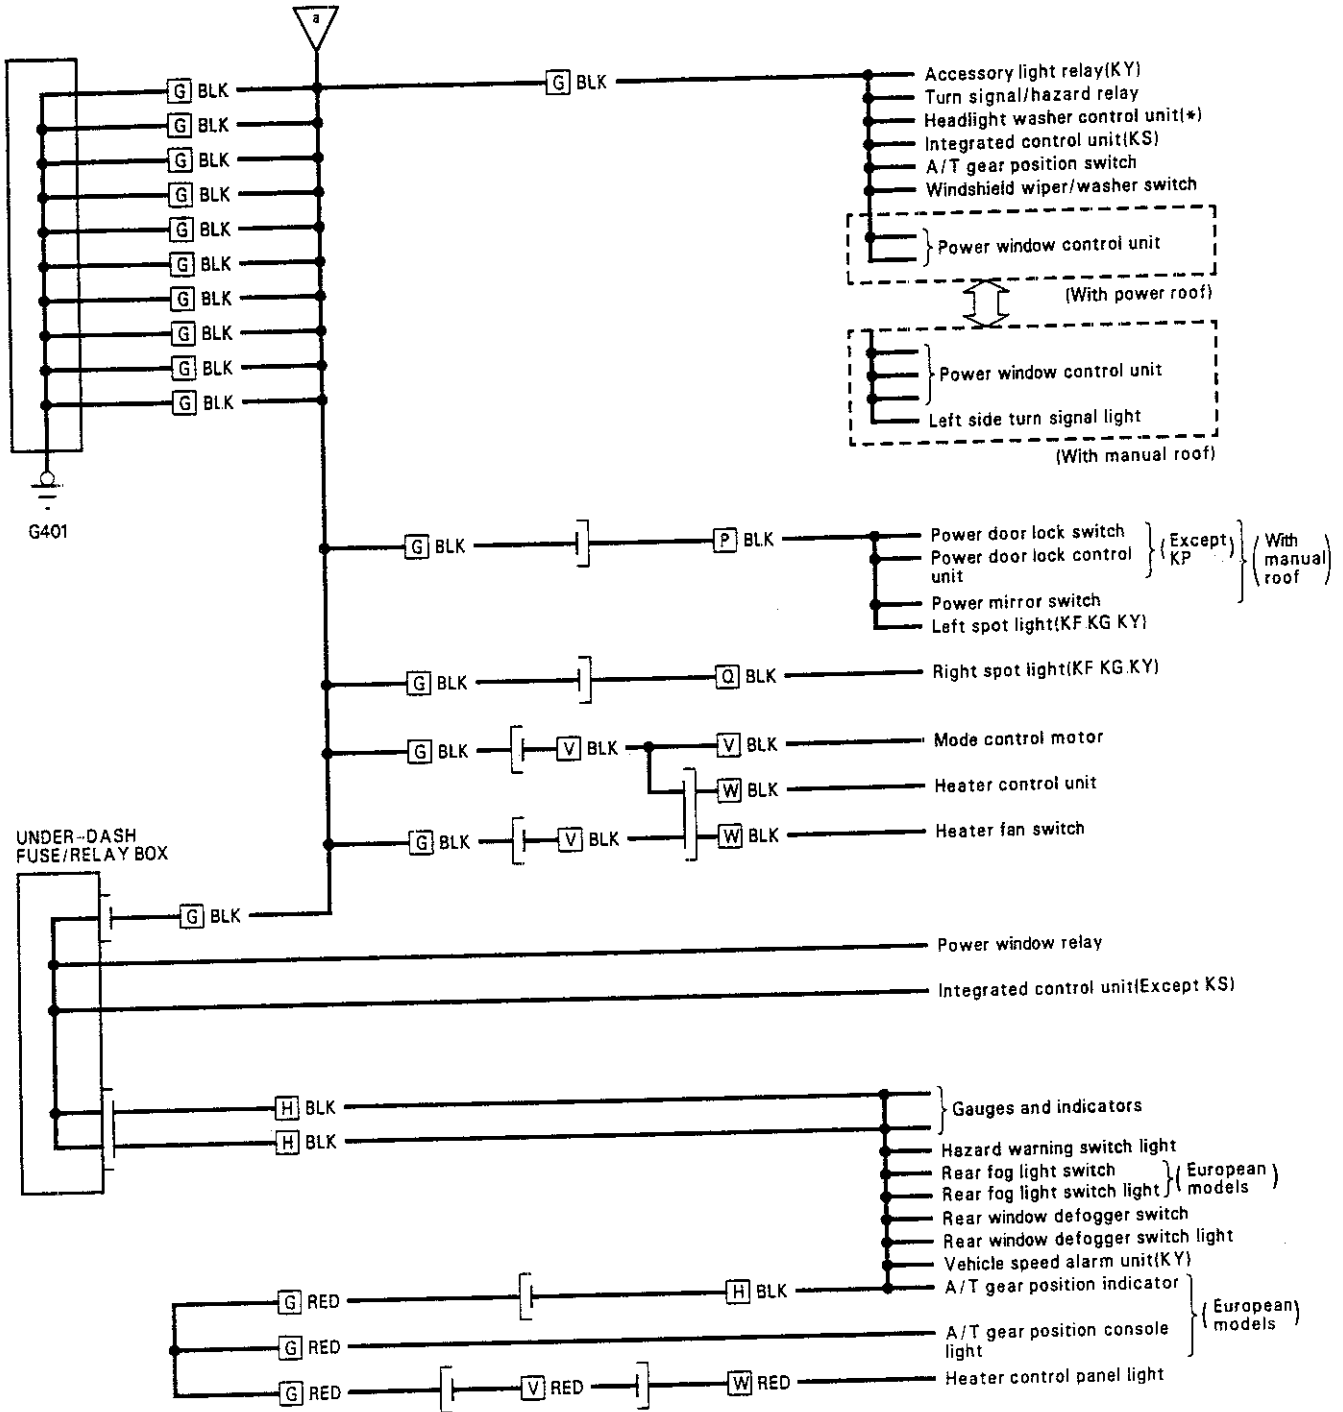 a
G BLK
G BLK Accessory light relay(KY)
Turn signal/hazard relay
G BLK Headlight washer control unit(*)
G BLK Integrated control unit(KS)
A/T gear position switch
G BLK Windshield wiper/washer switch
G BLK
G BLK Power window control unit
G BLK (With power roof)
G BLK
G BLK Power window control unit
G BLK Left side turn signal light
(With manual roof)
G401
G BLK P BLK Power door lock switch
Power door lock control
unit
(Except
KP)
(With
manual
roof)
Power mirror switch
Left spot light(KF KG KY)
G BLK Q BLK Right spot light(KF KG.KY)
G BLK V BLK V BLK Mode control motor
W BLK Heater control unit
G BLK V BLK W BLK Heater fan switch
UNDER-DASH
FUSE/RELAY BOX
G BLK
Power window relay
Integrated control unit(Except KS)
H BLK Gauges and indicators
H BLK
Hazard warning switch light
Rear fog light switch
Rear fog light switch light
(European
models)
Rear window defogger switch
Rear window defogger switch light
Vehicle speed alarm unit(KY)
G RED H BLK A/T gear position indicator
G RED A/T gear position console
light
(European
models)
G RED V RED W RED Heater control panel light